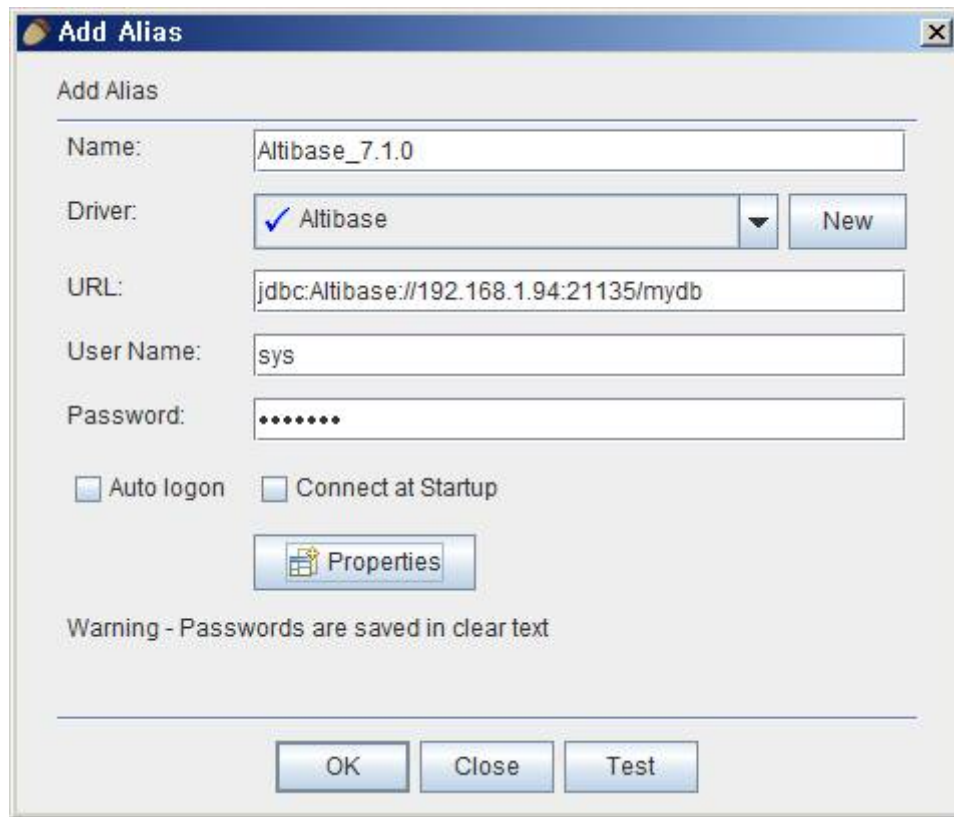 Add Alias
Add Alias
Name: Altibase_7.1.0
Driver: Altibase New
URL: jdbc:Altibase://192.168.1.94:21135/mydb
User Name: sys
Password: •••••••
Auto logon Connect at Startup
Properties
Warning - Passwords are saved in clear text
OK Close Test